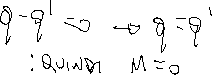 q - q' = 0 → q = q'
: QUINDI M = 0